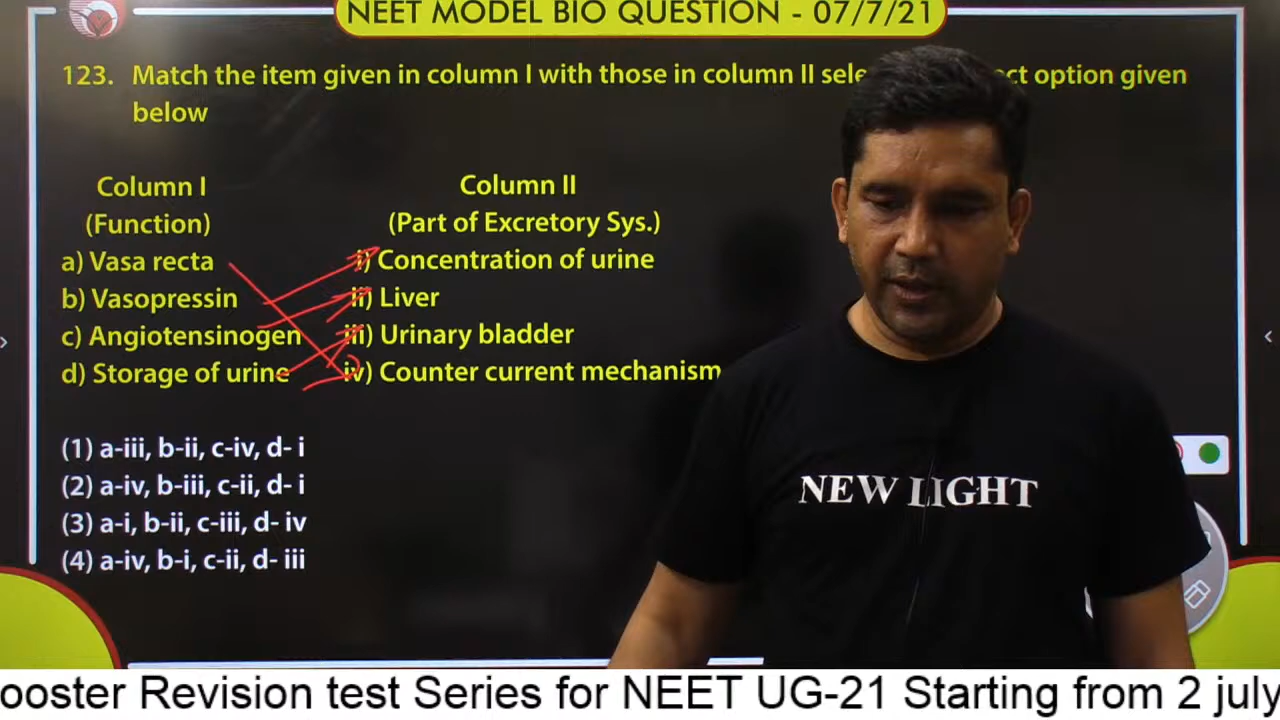 NEET MODEL BIO QUESTION - 07/7/21
123. Match the item given in column I with those in column II option given
below
Column I Column II
(Function) (Part of Excretory Sys.)
a) Vasa recta i) Concentration of urine
b) Vasopressin ii) Liver
c) Angiotensinogen iii) Urinary bladder
d) Storage of urine iv) Counter current mechanism
(1) a-iii, b-ii, c-iv, d- i
(2) a-iv, b-iii, c-ii, d- i
(3) a-i, b-ii, c-iii, d- iv
(4) a-iv, b-i, c-ii, d- iii
NEW LIGHT
ooster Revision test Series for NEET UG-21 Starting from 2 july